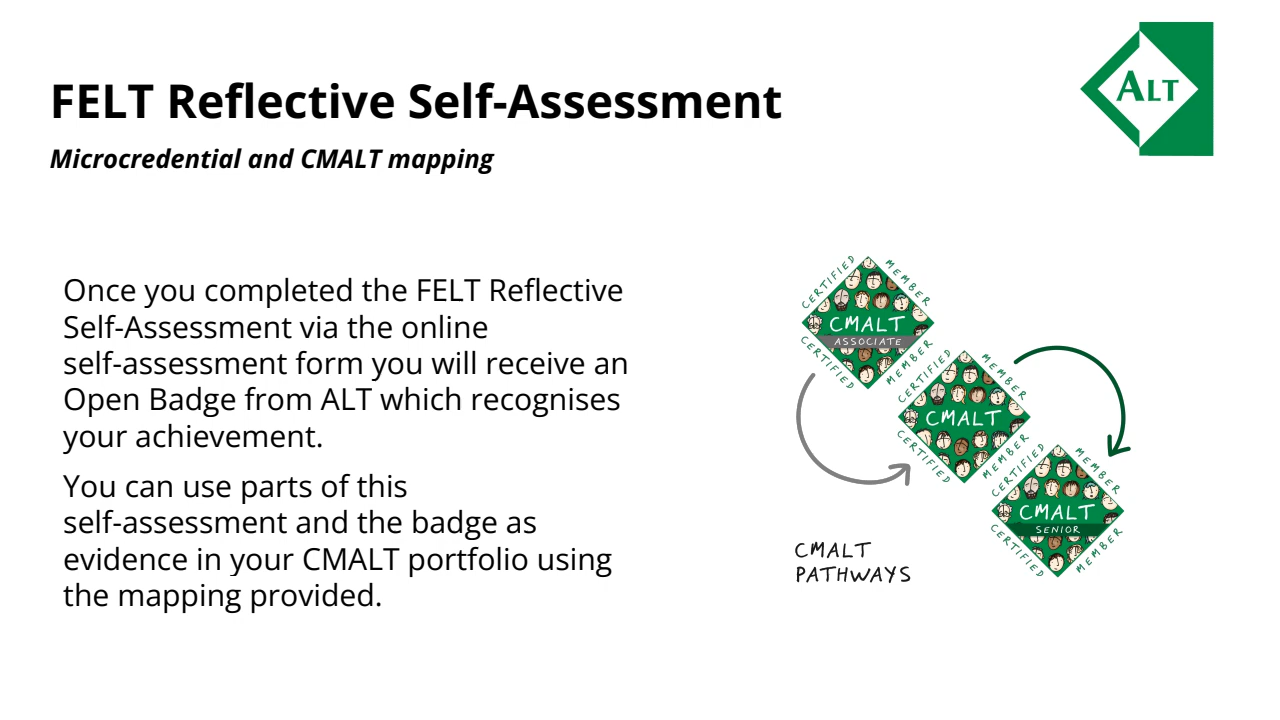 FELT Reflective Self-Assessment
Microcredential and CMALT mapping
ALT
Once you completed the FELT Reflective
Self-Assessment via the online
self-assessment form you will receive an
Open Badge from ALT which recognises
your achievement.
You can use parts of this
self-assessment and the badge as
evidence in your CMALT portfolio using
the mapping provided.
CERTIFIED
MEMBER
CMALT
ASSOCIATE
CERTIFIED
MEMBER
CERTIFIED
MEMBER
CMALT
CERTIFIED
MEMBER
CERTIFIED
MEMBER
CMALT
SENIOR
CERTIFIED
MEMBER
CMALT
PATHWAYS